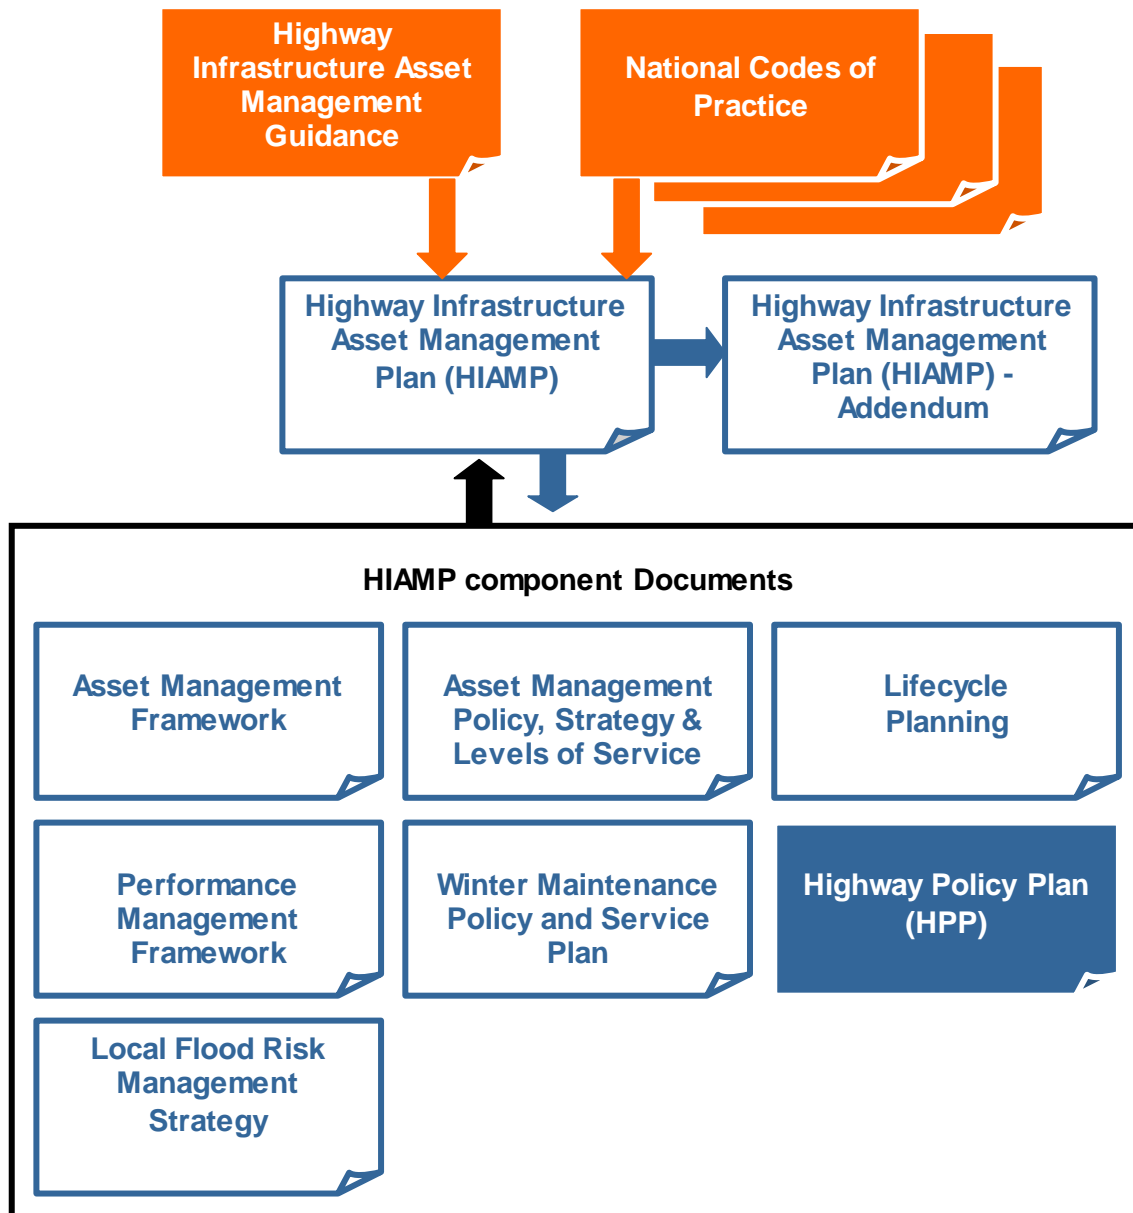 Highway
Infrastructure Asset
Management
Guidance
National Codes of
Practice
Highway Infrastructure
Asset Management
Plan (HIAMP)
Highway Infrastructure
Asset Management
Plan (HIAMP) -
Addendum
HIAMP component Documents
Asset Management
Framework
Asset Management
Policy, Strategy &
Levels of Service
Lifecycle
Planning
Performance
Management
Framework
Winter Maintenance
Policy and Service
Plan
Highway Policy Plan
(HPP)
Local Flood Risk
Management
Strategy